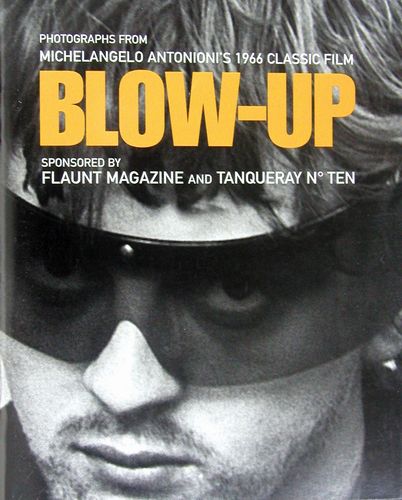 PHOTOGRAPHS FROM
MICHELANGELO ANTONIONI'S 1966 CLASSIC FILM
BLOW-UP
SPONSORED BY
FLAUNT MAGAZINE AND TANQUERAY N° TEN